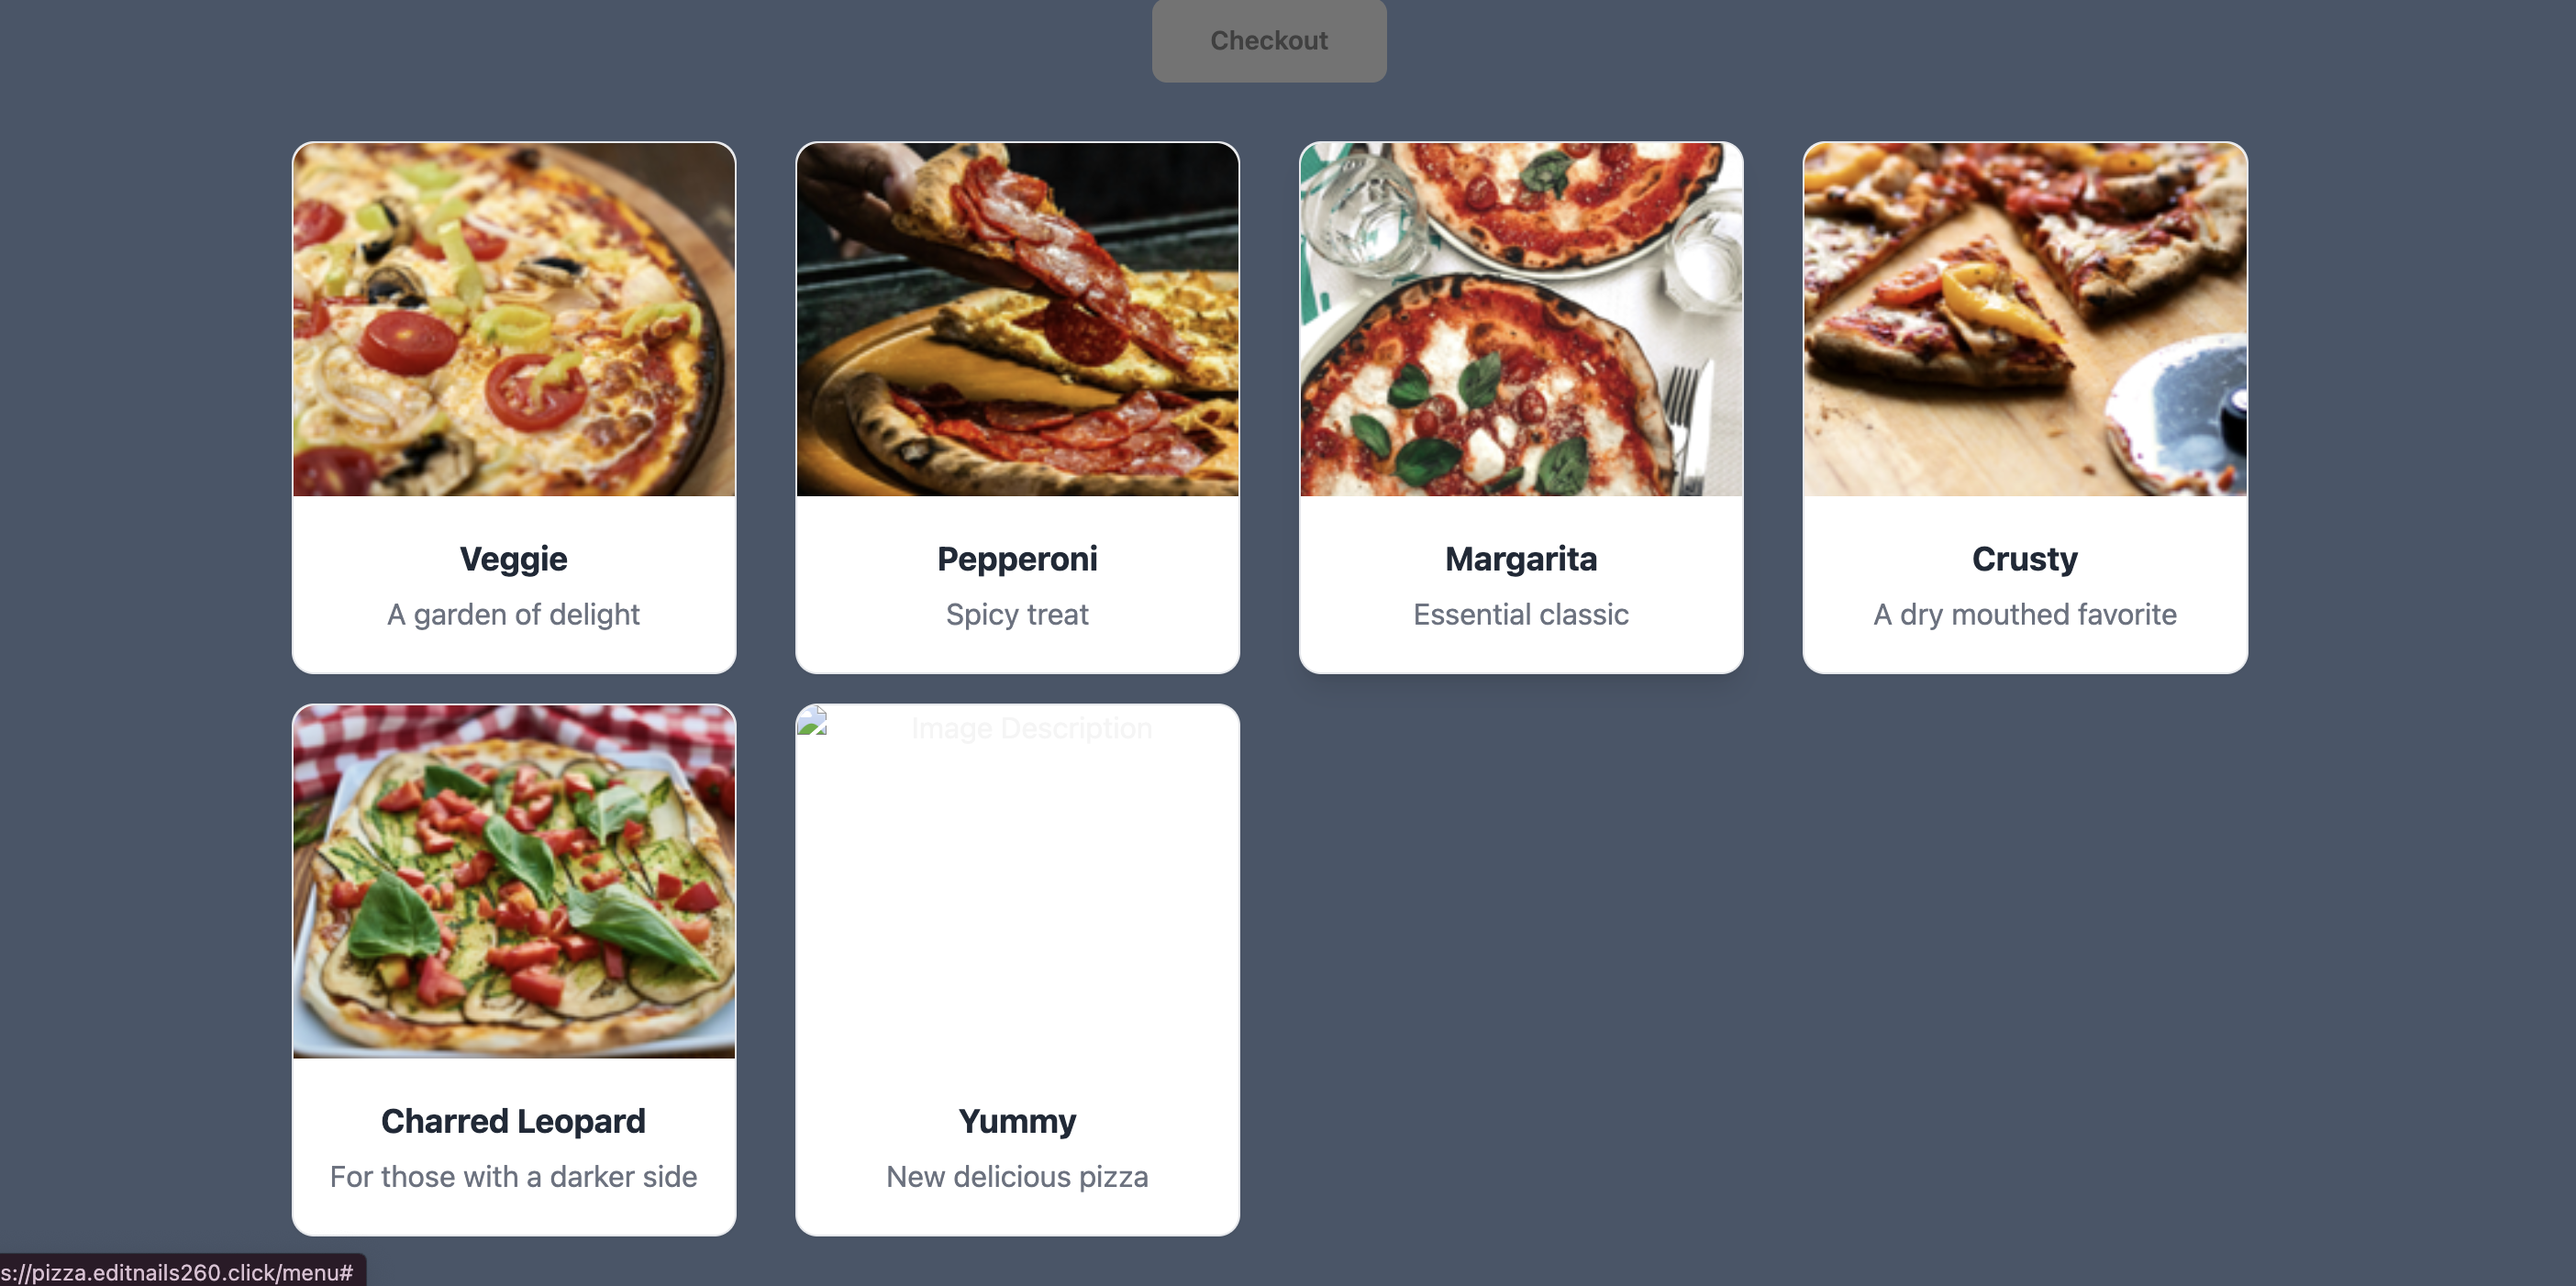 Checkout
Veggie
A garden of delight
Pepperoni
Spicy treat
Margarita
Essential classic
Crusty
A dry mouthed favorite
Charred Leopard
For those with a darker side
Image Description
Yummy
New delicious pizza
s://pizza.editnails260.click/menu#